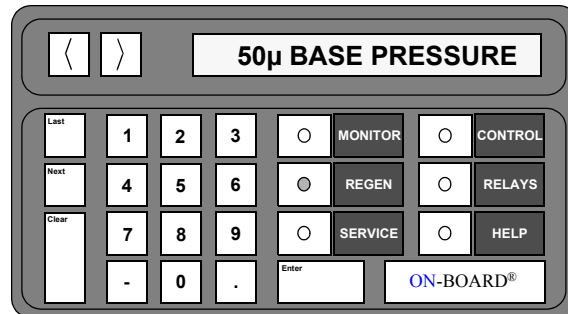 〈 〉 50µ BASE PRESSURE
Last 1 2 3 MONITOR CONTROL
Next 4 5 6 REGEN RELAYS
Clear 7 8 9 SERVICE HELP
- 0 . Enter ON-BOARD®